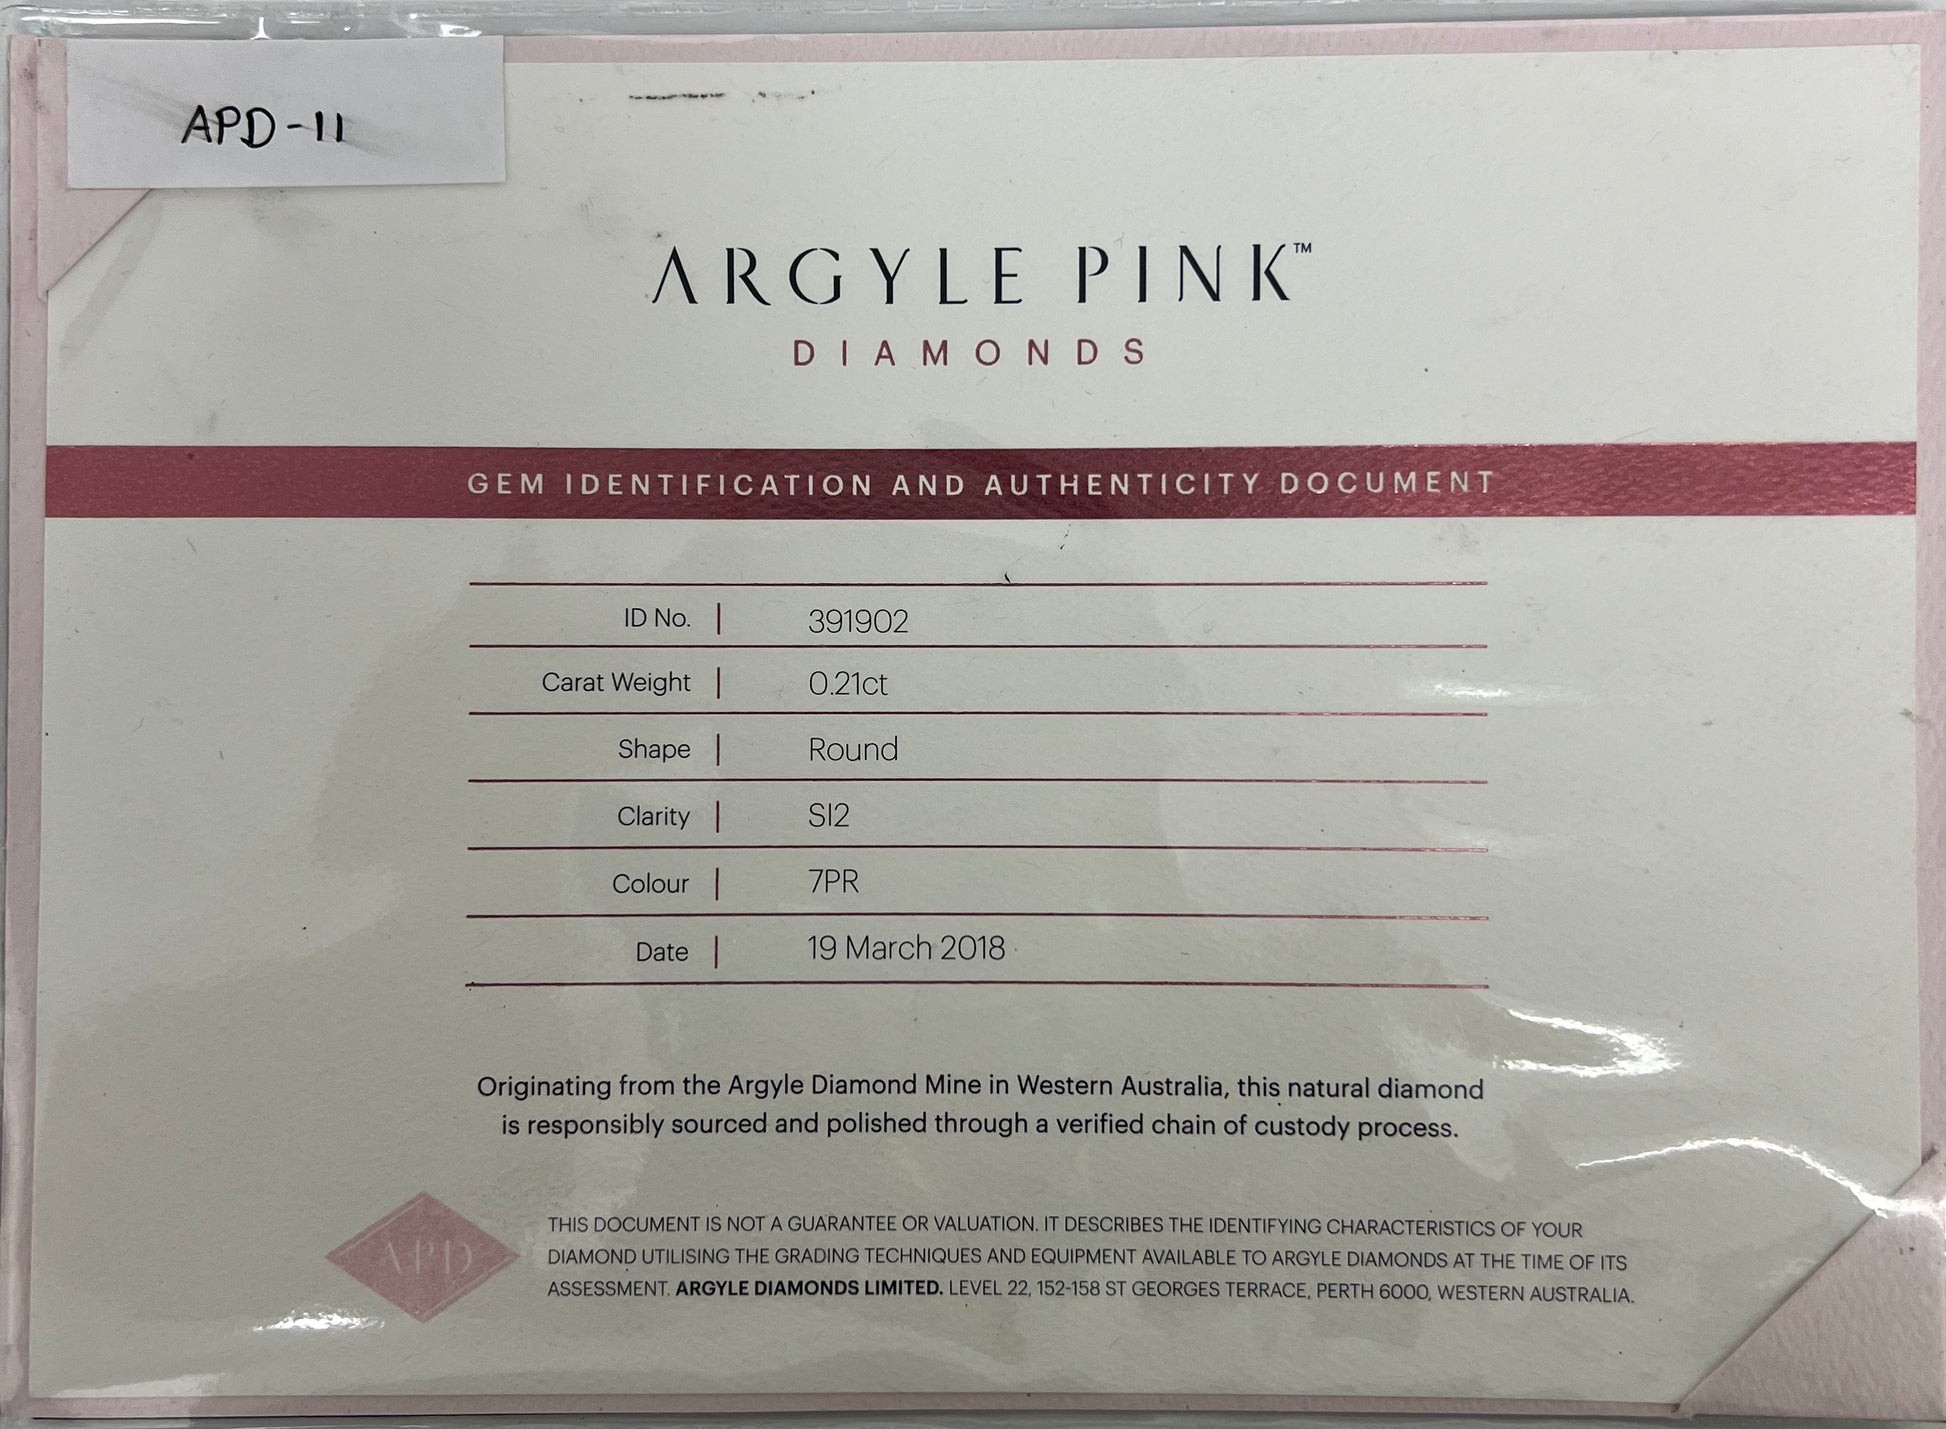 APD-11
ARGYLE PINK™
DIAMONDS
GEM IDENTIFICATION AND AUTHENTICITY DOCUMENT
ID No. | 391902
Carat Weight | 0.21ct
Shape | Round
Clarity | SI2
Colour | 7PR
Date | 19 March 2018
Originating from the Argyle Diamond Mine in Western Australia, this natural diamond
is responsibly sourced and polished through a verified chain of custody process.
APD
THIS DOCUMENT IS NOT A GUARANTEE OR VALUATION. IT DESCRIBES THE IDENTIFYING CHARACTERISTICS OF YOUR
DIAMOND UTILISING THE GRADING TECHNIQUES AND EQUIPMENT AVAILABLE TO ARGYLE DIAMONDS AT THE TIME OF ITS
ASSESSMENT. ARGYLE DIAMONDS LIMITED. LEVEL 22, 152-158 ST GEORGES TERRACE, PERTH 6000, WESTERN AUSTRALIA.